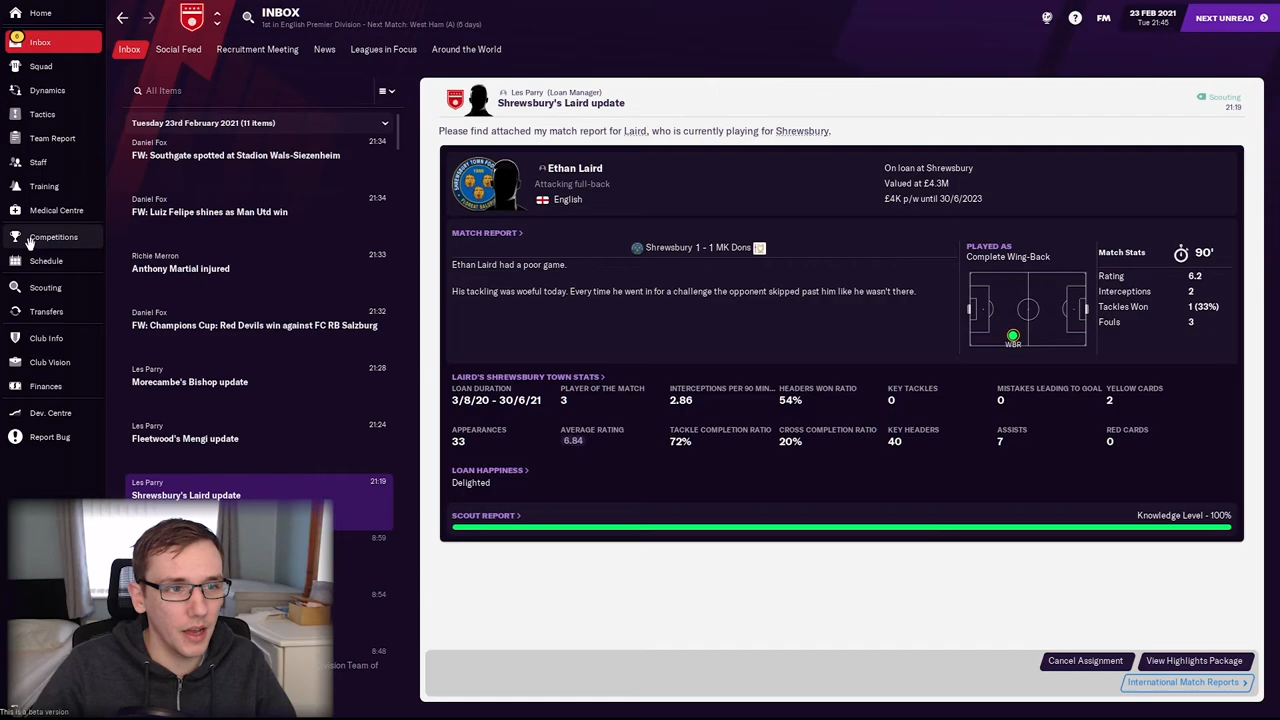 Home
INBOX
1st in English Premier Division - Next Match: West Ham (A) (5 days)
FM
23 FEB 2021
Tue 21:45
NEXT UNREAD
6
Inbox
Squad
Dynamics
Tactics
Team Report
Staff
Training
Medical Centre
Competitions
Schedule
Scouting
Transfers
Club Info
Club Vision
Finances
Dev. Centre
Report Bug
This is a beta version
Inbox
Social Feed
Recruitment Meeting
News
Leagues in Focus
Around the World
All Items
Tuesday 23rd February 2021 (11 items)
Daniel Fox
21:34
FW: Southgate spotted at Stadion Wals-Siezenheim
Daniel Fox
21:34
FW: Luiz Felipe shines as Man Utd win
Richie Merron
21:33
Anthony Martial injured
Daniel Fox
21:32
FW: Champions Cup: Red Devils win against FC RB Salzburg
Les Parry
21:28
Morecambe's Bishop update
Les Parry
21:24
Fleetwood's Mengi update
Les Parry
21:19
Shrewsbury's Laird update
8:59
8:54
8:48
Division Team of
Les Parry (Loan Manager)
Shrewsbury's Laird update
Scouting
21:19
Please find attached my match report for Laird, who is currently playing for Shrewsbury.
Ethan Laird
Attacking full-back
English
On loan at Shrewsbury
Valued at £4.3M
£4K p/w until 30/6/2023
MATCH REPORT >
Shrewsbury 1 - 1 MK Dons
Ethan Laird had a poor game.
His tackling was woeful today. Every time he went in for a challenge the opponent skipped past him like he wasn't there.
PLAYED AS
Complete Wing-Back
WBR
Match Stats
90'
Rating 6.2
Interceptions 2
Tackles Won 1 (33%)
Fouls 3
LAIRD'S SHREWSBURY TOWN STATS >
LOAN DURATION
3/8/20 - 30/6/21
PLAYER OF THE MATCH
3
INTERCEPTIONS PER 90 MIN...
2.86
HEADERS WON RATIO
54%
KEY TACKLES
0
MISTAKES LEADING TO GOAL
0
YELLOW CARDS
2
APPEARANCES
33
AVERAGE RATING
6.84
TACKLE COMPLETION RATIO
72%
CROSS COMPLETION RATIO
20%
KEY HEADERS
40
ASSISTS
7
RED CARDS
0
LOAN HAPPINESS >
Delighted
SCOUT REPORT >
Knowledge Level - 100%
Cancel Assignment
View Highlights Package
International Match Reports >